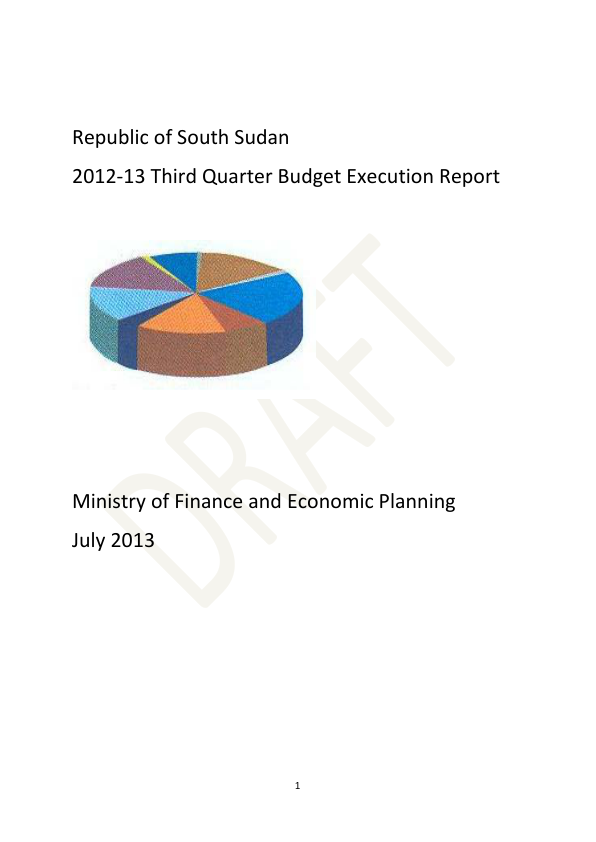 Republic of South Sudan
2012-13 Third Quarter Budget Execution Report
DRAFT
Ministry of Finance and Economic Planning
July 2013
1